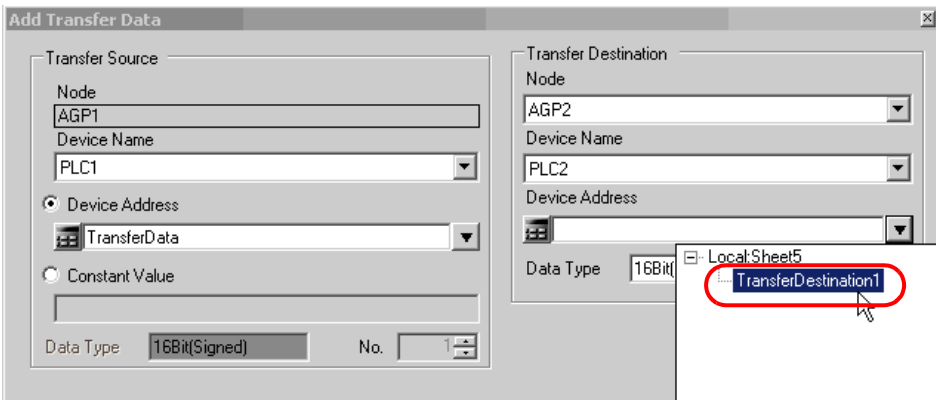 Add Transfer Data
Transfer Source
Node
AGP1
Device Name
PLC1
Device Address
TransferData
Constant Value
Data Type 16Bit(Signed) No. 1
Transfer Destination
Node
AGP2
Device Name
PLC2
Device Address
Data Type 16Bit(
Local:Sheet5
TransferDestination1